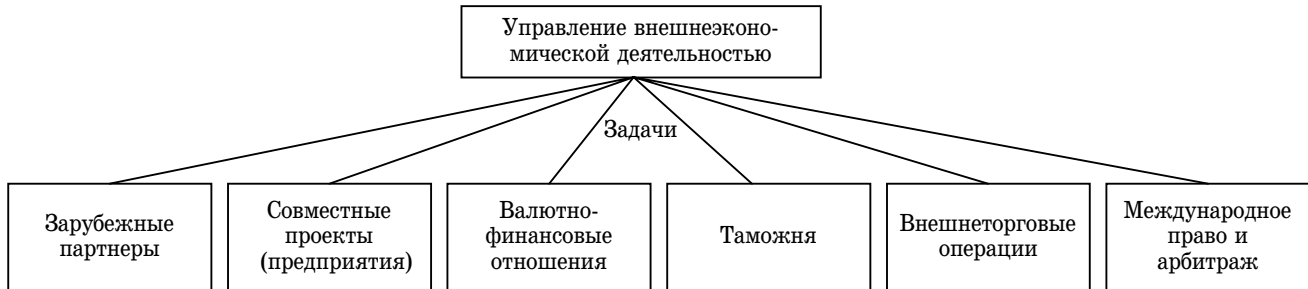 Управление внешнеэконо-
мической деятельностью
Задачи
Зарубежные
партнеры
Совместные
проекты
(предприятия)
Валютно-
финансовые
отношения
Таможня
Внешнеторговые
операции
Международное
право и
арбитраж